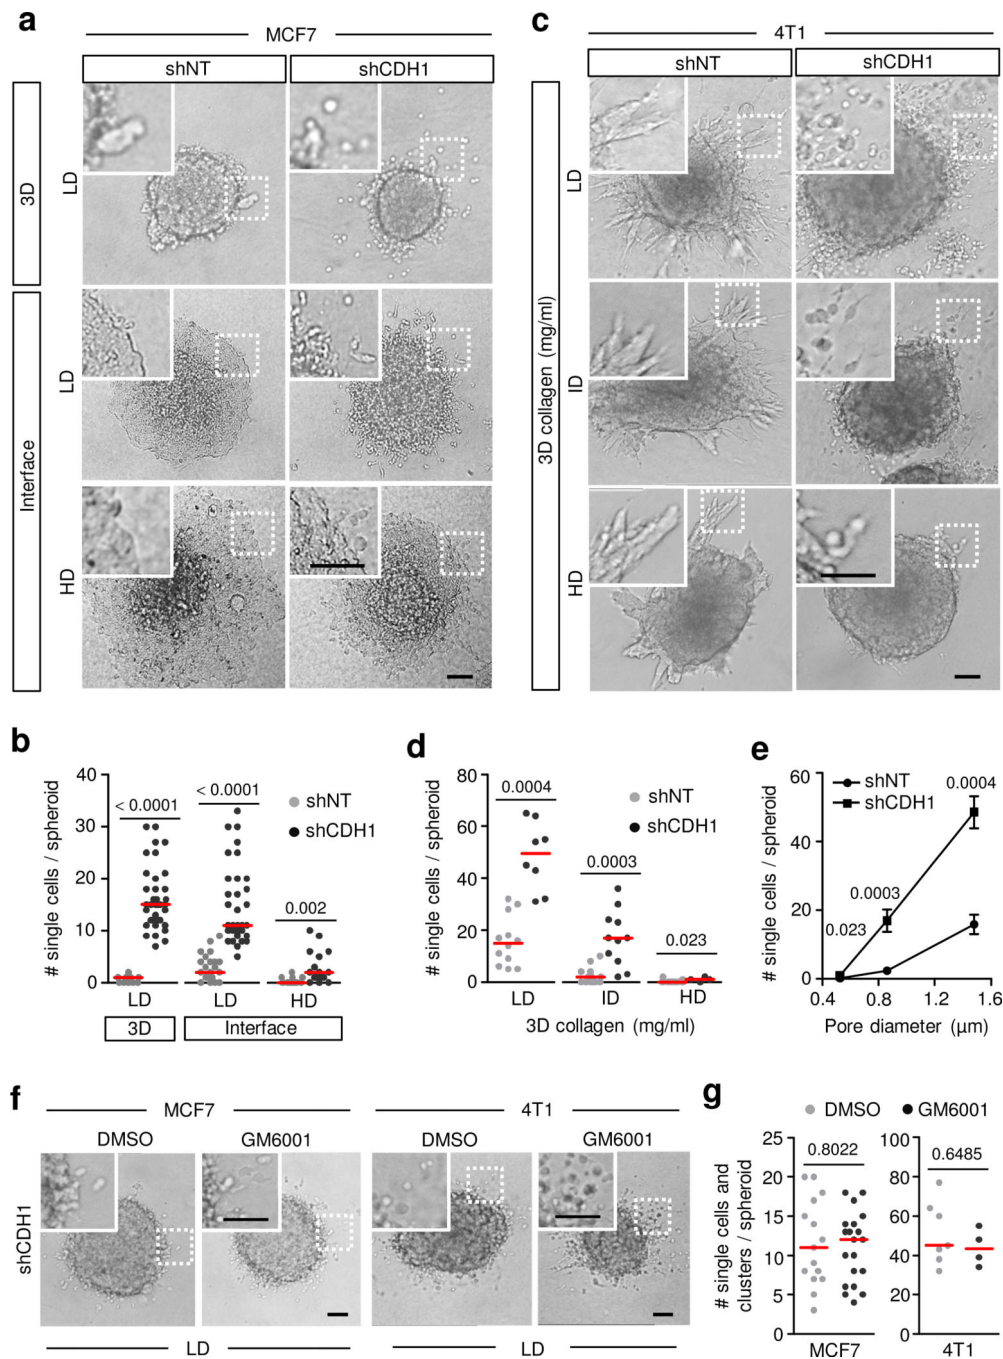 a
MCF7
shNT shCDH1
3D
LD
Interface
LD
HD
c
4T1
shNT shCDH1
3D collagen (mg/ml)
LD
ID
HD
b
# single cells / spheroid
40
30
20
10
0
< 0.0001 < 0.0001 0.002
shNT
shCDH1
LD LD HD
3D Interface
d
# single cells / spheroid
80
60
40
20
0
0.0004 0.0003 0.023
shNT
shCDH1
LD ID HD
3D collagen (mg/ml)
e
# single cells / spheroid
60
40
20
0
shNT
shCDH1
0.023 0.0003 0.0004
0.4 0.8 1.2 1.6
Pore diameter (µm)
f
MCF7 4T1
DMSO GM6001 DMSO GM6001
shCDH1
LD LD
g
DMSO GM6001
# single cells and
clusters / spheroid
25
20
15
10
5
0
0.8022
MCF7
100
80
60
40
20
0
0.6485
4T1